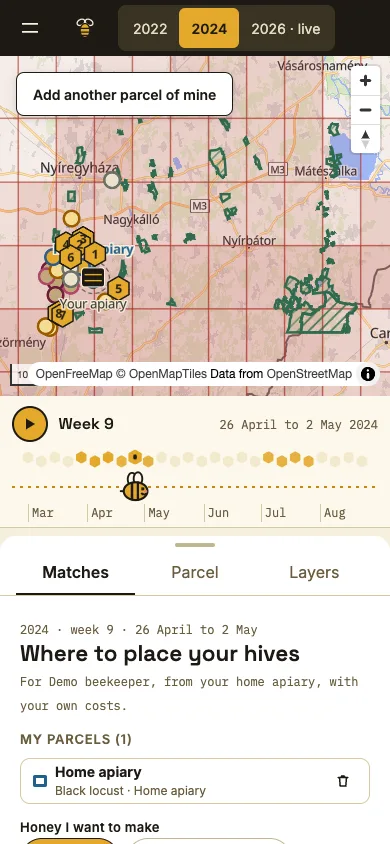 2022 2024 2026 · live
Vásárosnamény
Add another parcel of mine
Nyíregyháza
M3
Mátészalka
M3
Nagykálló
Nyírbátor
1
6
5
Your apiary
8
10
OpenFreeMap © OpenMapTiles Data from OpenStreetMap
Week 9
26 April to 2 May 2024
Mar Apr May Jun Jul Aug
Matches Parcel Layers
2024 · week 9 · 26 April to 2 May
Where to place your hives
For Demo beekeeper, from your home apiary, with
your own costs.
MY PARCELS (1)
Home apiary
Black locust · Home apiary
Honey I want to make